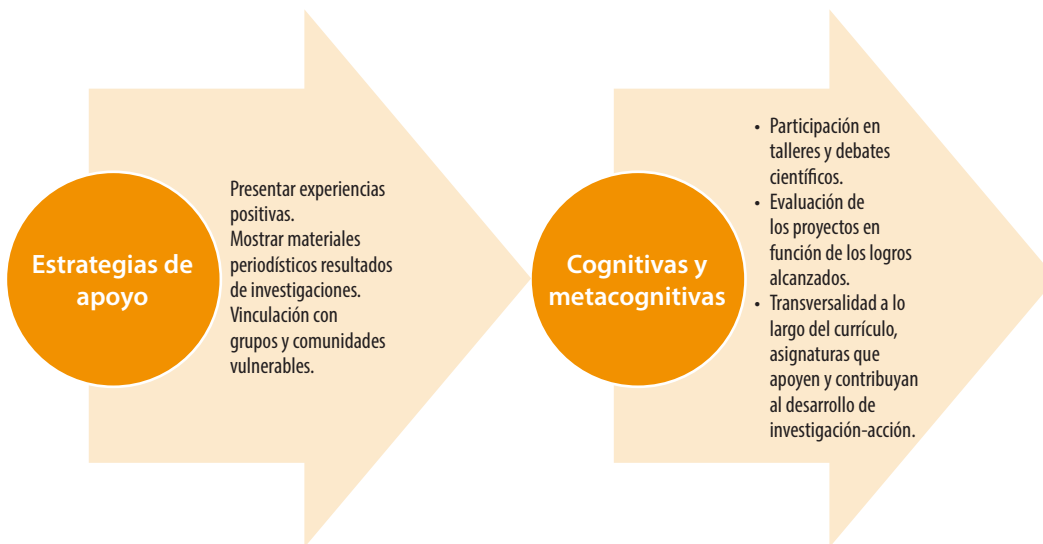 Estrategias de
apoyo
Presentar experiencias
positivas.
Mostrar materiales
periodísticos resultados
de investigaciones.
Vinculación con
grupos y comunidades
vulnerables.
Cognitivas y
metacognitivas
• Participación en
talleres y debates
científicos.
• Evaluación de
los proyectos en
función de los logros
alcanzados.
• Transversalidad a lo
largo del currículo,
asignaturas que
apoyen y contribuyan
al desarrollo de
investigación-acción.